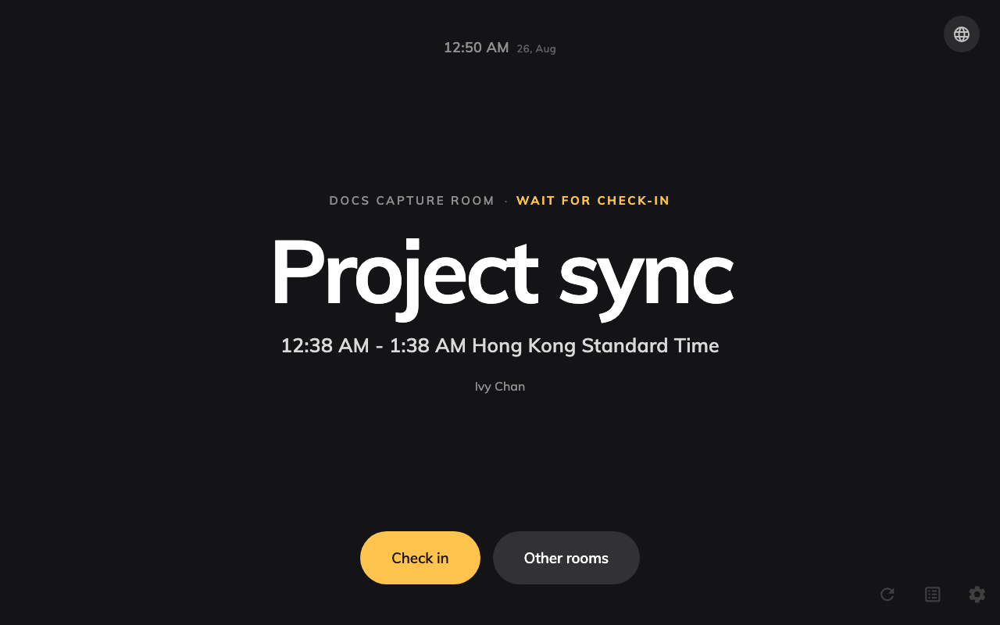 12:50 AM 26, Aug
DOCS CAPTURE ROOM · WAIT FOR CHECK-IN
Project sync
12:38 AM - 1:38 AM Hong Kong Standard Time
Ivy Chan
Check in Other rooms